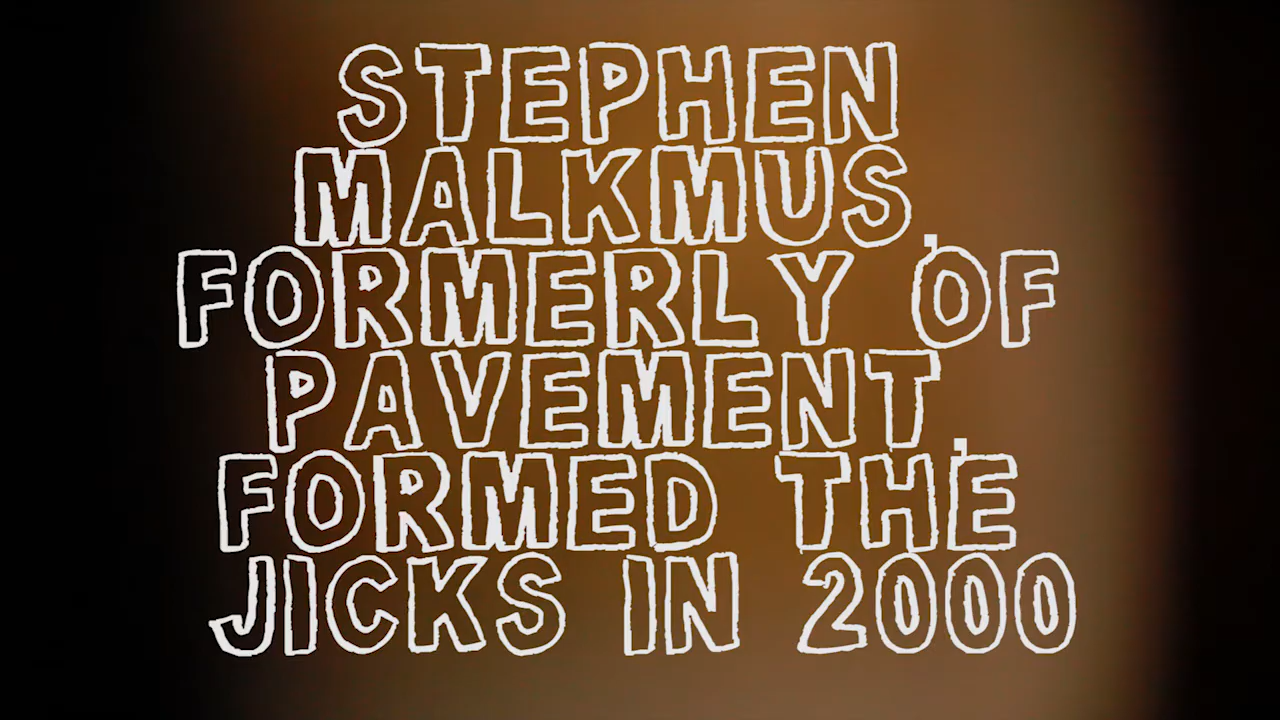 STEPHEN
MALKMUS,
FORMERLY OF
PAVEMENT,
FORMED THE
JICKS IN 2000